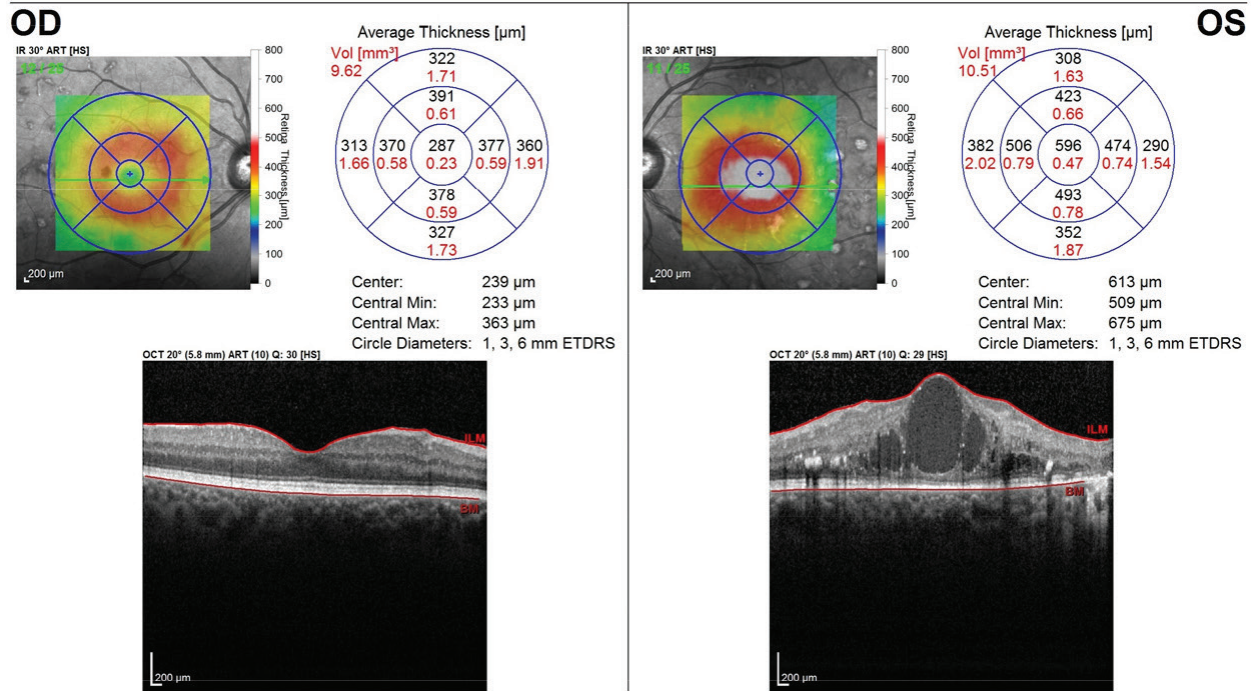 OD
IR 30° ART [HS]
800
700
600
500
400
300
200
100
0
Retina Thickness [µm]
200 µm
Average Thickness [µm]
Vol [mm³]
9.62
322
1.71
391
0.61
313 370 287 377 360
1.66 0.58 0.23 0.59 1.91
378
0.59
327
1.73
Center: 239 µm
Central Min: 233 µm
Central Max: 363 µm
Circle Diameters: 1, 3, 6 mm ETDRS
OCT 20° (5.8 mm) ART (10) Q: 30 [HS]
ILM
BM
200 µm
OS
IR 30° ART [HS]
11 / 25
800
700
600
500
400
300
200
100
0
Retina Thickness [µm]
200 µm
Average Thickness [µm]
Vol [mm³]
10.51
308
1.63
423
0.66
382 506 596 474 290
2.02 0.79 0.47 0.74 1.54
493
0.78
352
1.87
Center: 613 µm
Central Min: 509 µm
Central Max: 675 µm
Circle Diameters: 1, 3, 6 mm ETDRS
OCT 20° (5.8 mm) ART (10) Q: 29 [HS]
ILM
BM
200 µm